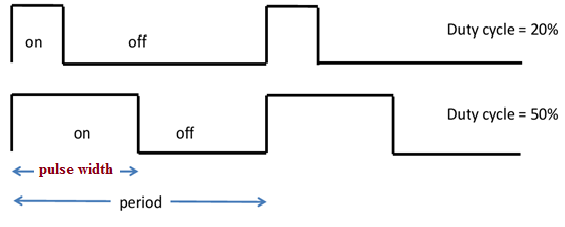 on off Duty cycle = 20%
on off Duty cycle = 50%
pulse width
period